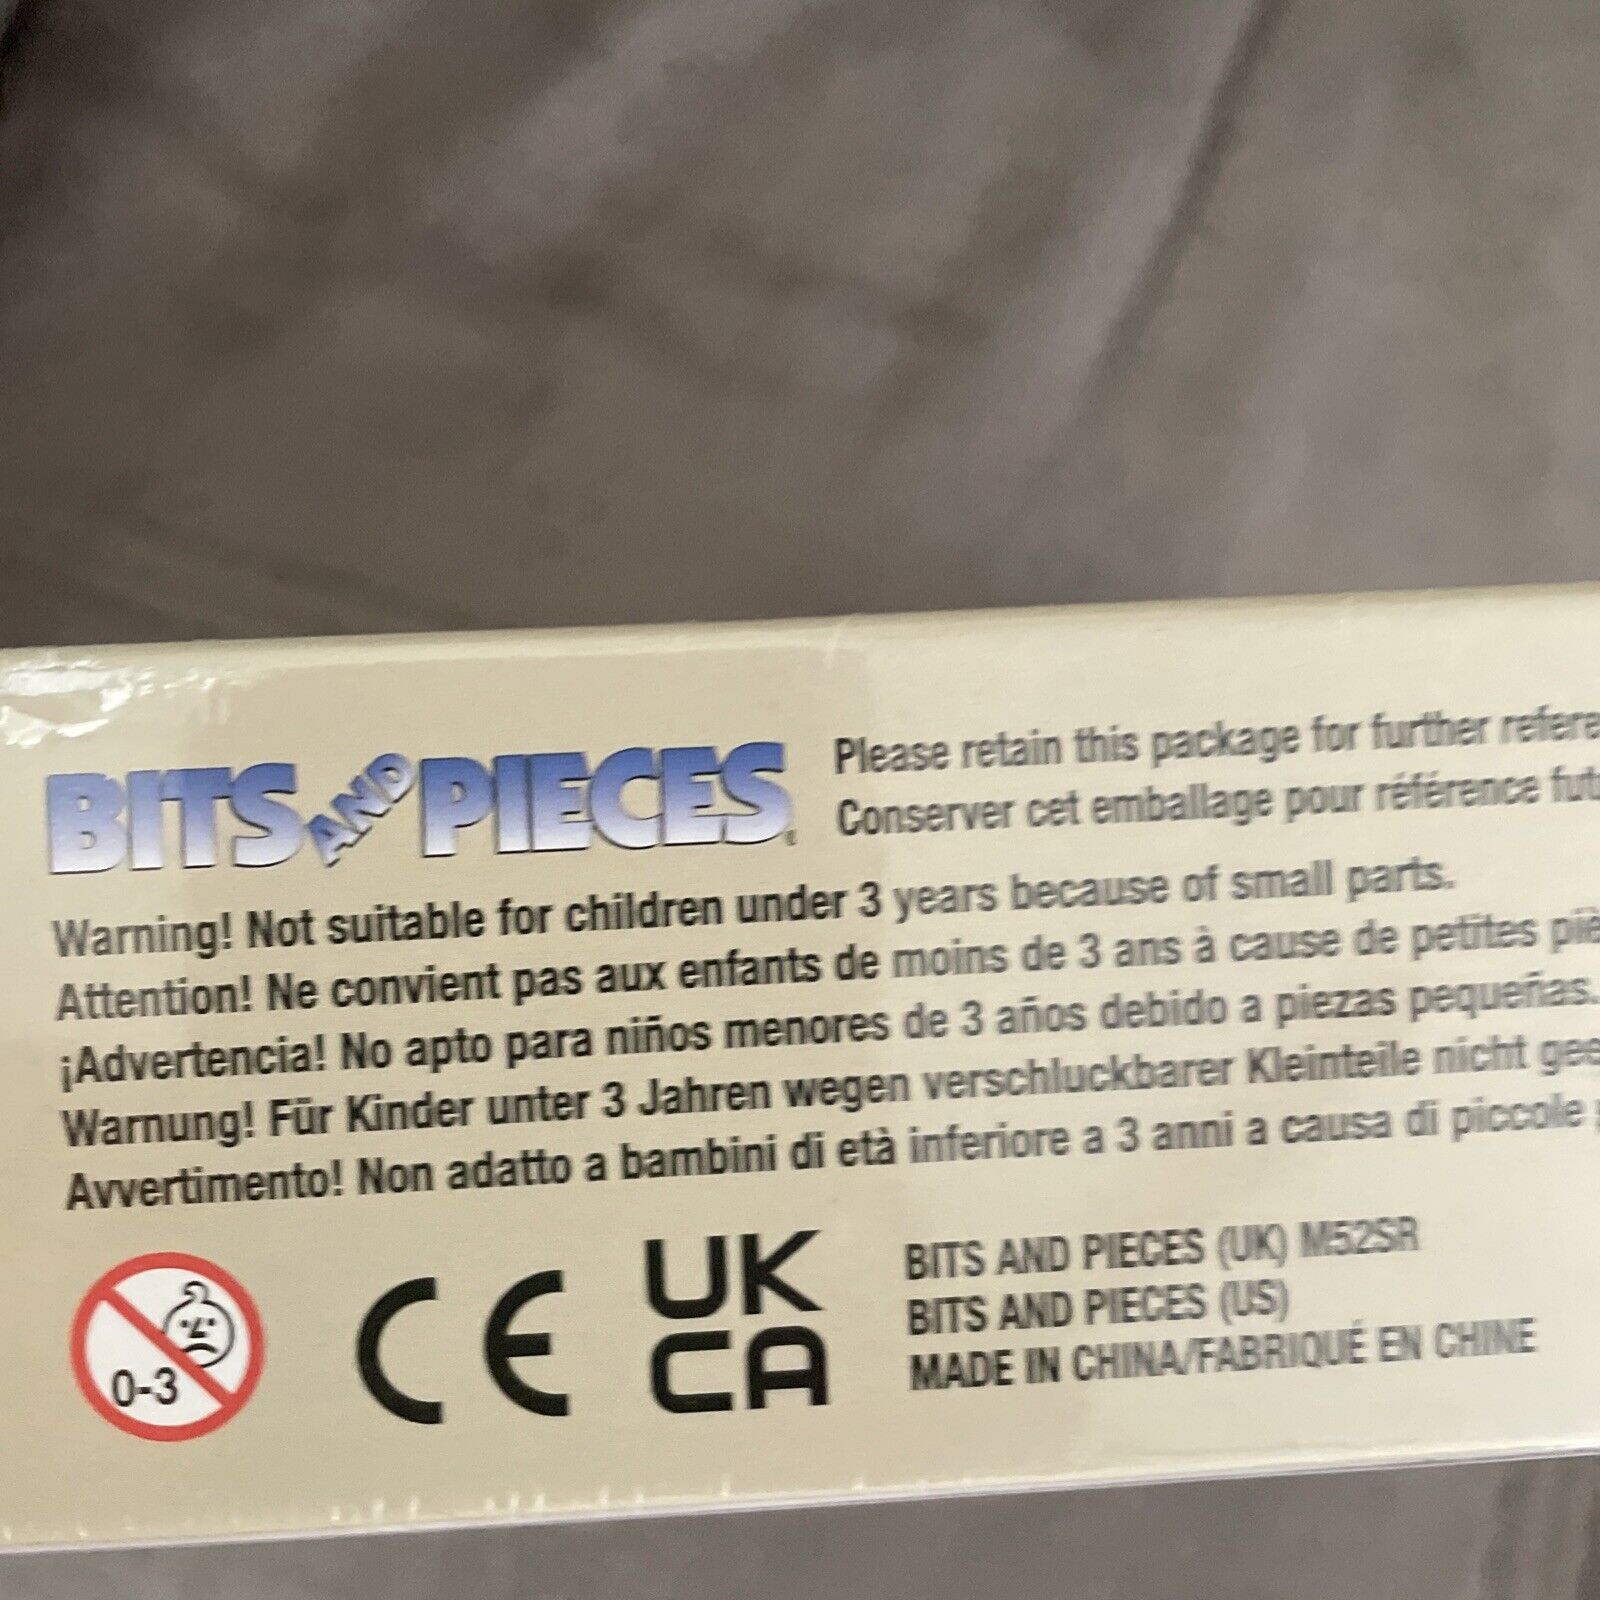 BITS AND PIECES®
Please retain this package for further refere
Conserver cet emballage pour référence fut
Warning! Not suitable for children under 3 years because of small parts.
Attention! Ne convient pas aux enfants de moins de 3 ans à cause de petites piè
¡Advertencia! No apto para niños menores de 3 años debido a piezas pequeñas.
Warnung! Für Kinder unter 3 Jahren wegen verschluckbarer Kleinteile nicht gee
Avvertimento! Non adatto a bambini di età inferiore a 3 anni a causa di piccole
0-3
CE
UK
CA
BITS AND PIECES (UK) M52SR
BITS AND PIECES (US)
MADE IN CHINA/FABRIQUÉ EN CHINE